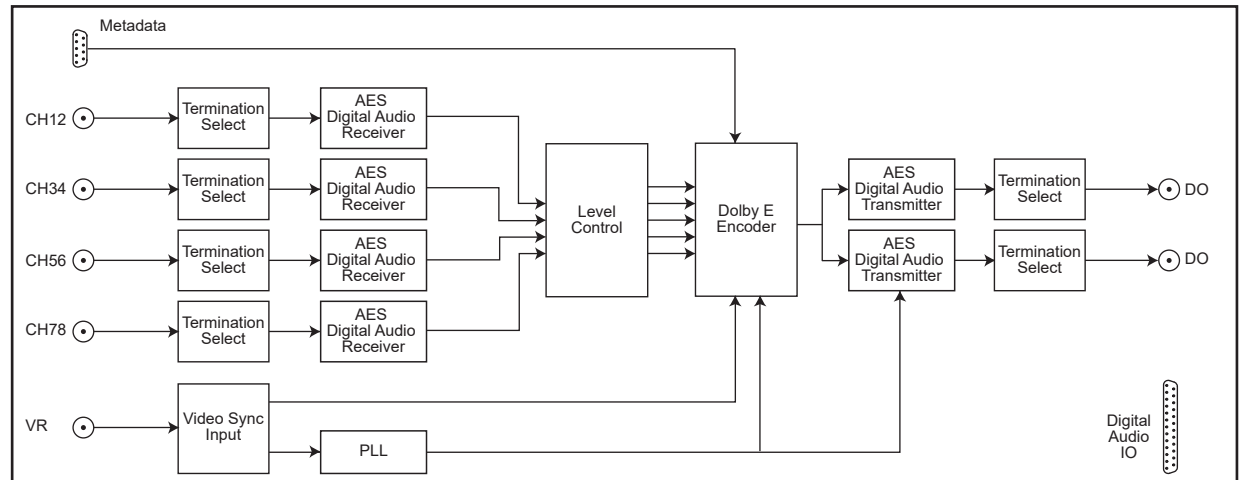 Metadata
CH12
Termination
Select
AES
Digital Audio
Receiver
CH34
Termination
Select
AES
Digital Audio
Receiver
CH56
Termination
Select
AES
Digital Audio
Receiver
CH78
Termination
Select
AES
Digital Audio
Receiver
VR
Video Sync
Input
PLL
Level
Control
Dolby E
Encoder
AES
Digital Audio
Transmitter
Termination
Select
DO
AES
Digital Audio
Transmitter
Termination
Select
DO
Digital
Audio
IO